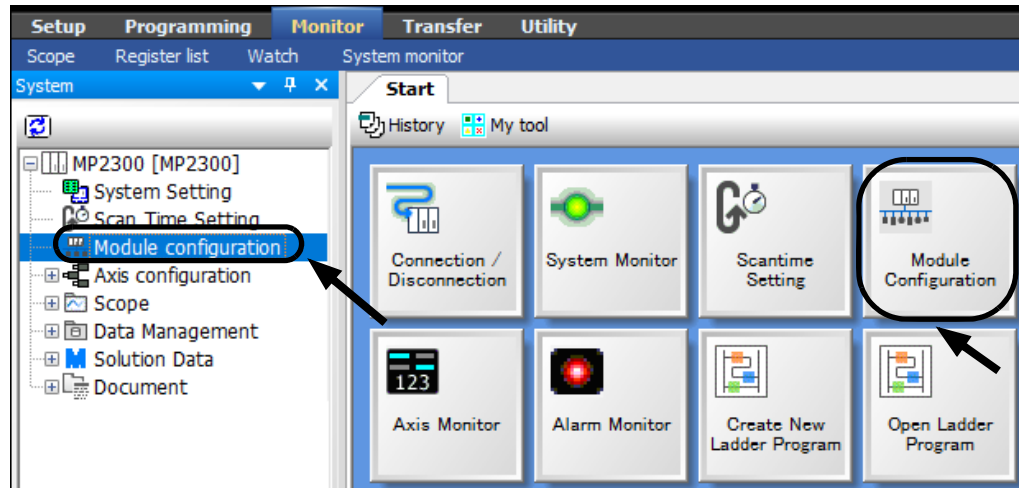 Setup Programming Monitor Transfer Utility
Scope Register list Watch System monitor
System
Start
History My tool
MP2300 [MP2300]
System Setting
Scan Time Setting
Module configuration
Axis configuration
Scope
Data Management
Solution Data
Document
Connection /
Disconnection
System Monitor
Scantime
Setting
Module
Configuration
123
Axis Monitor
Alarm Monitor
Create New
Ladder Program
Open Ladder
Program